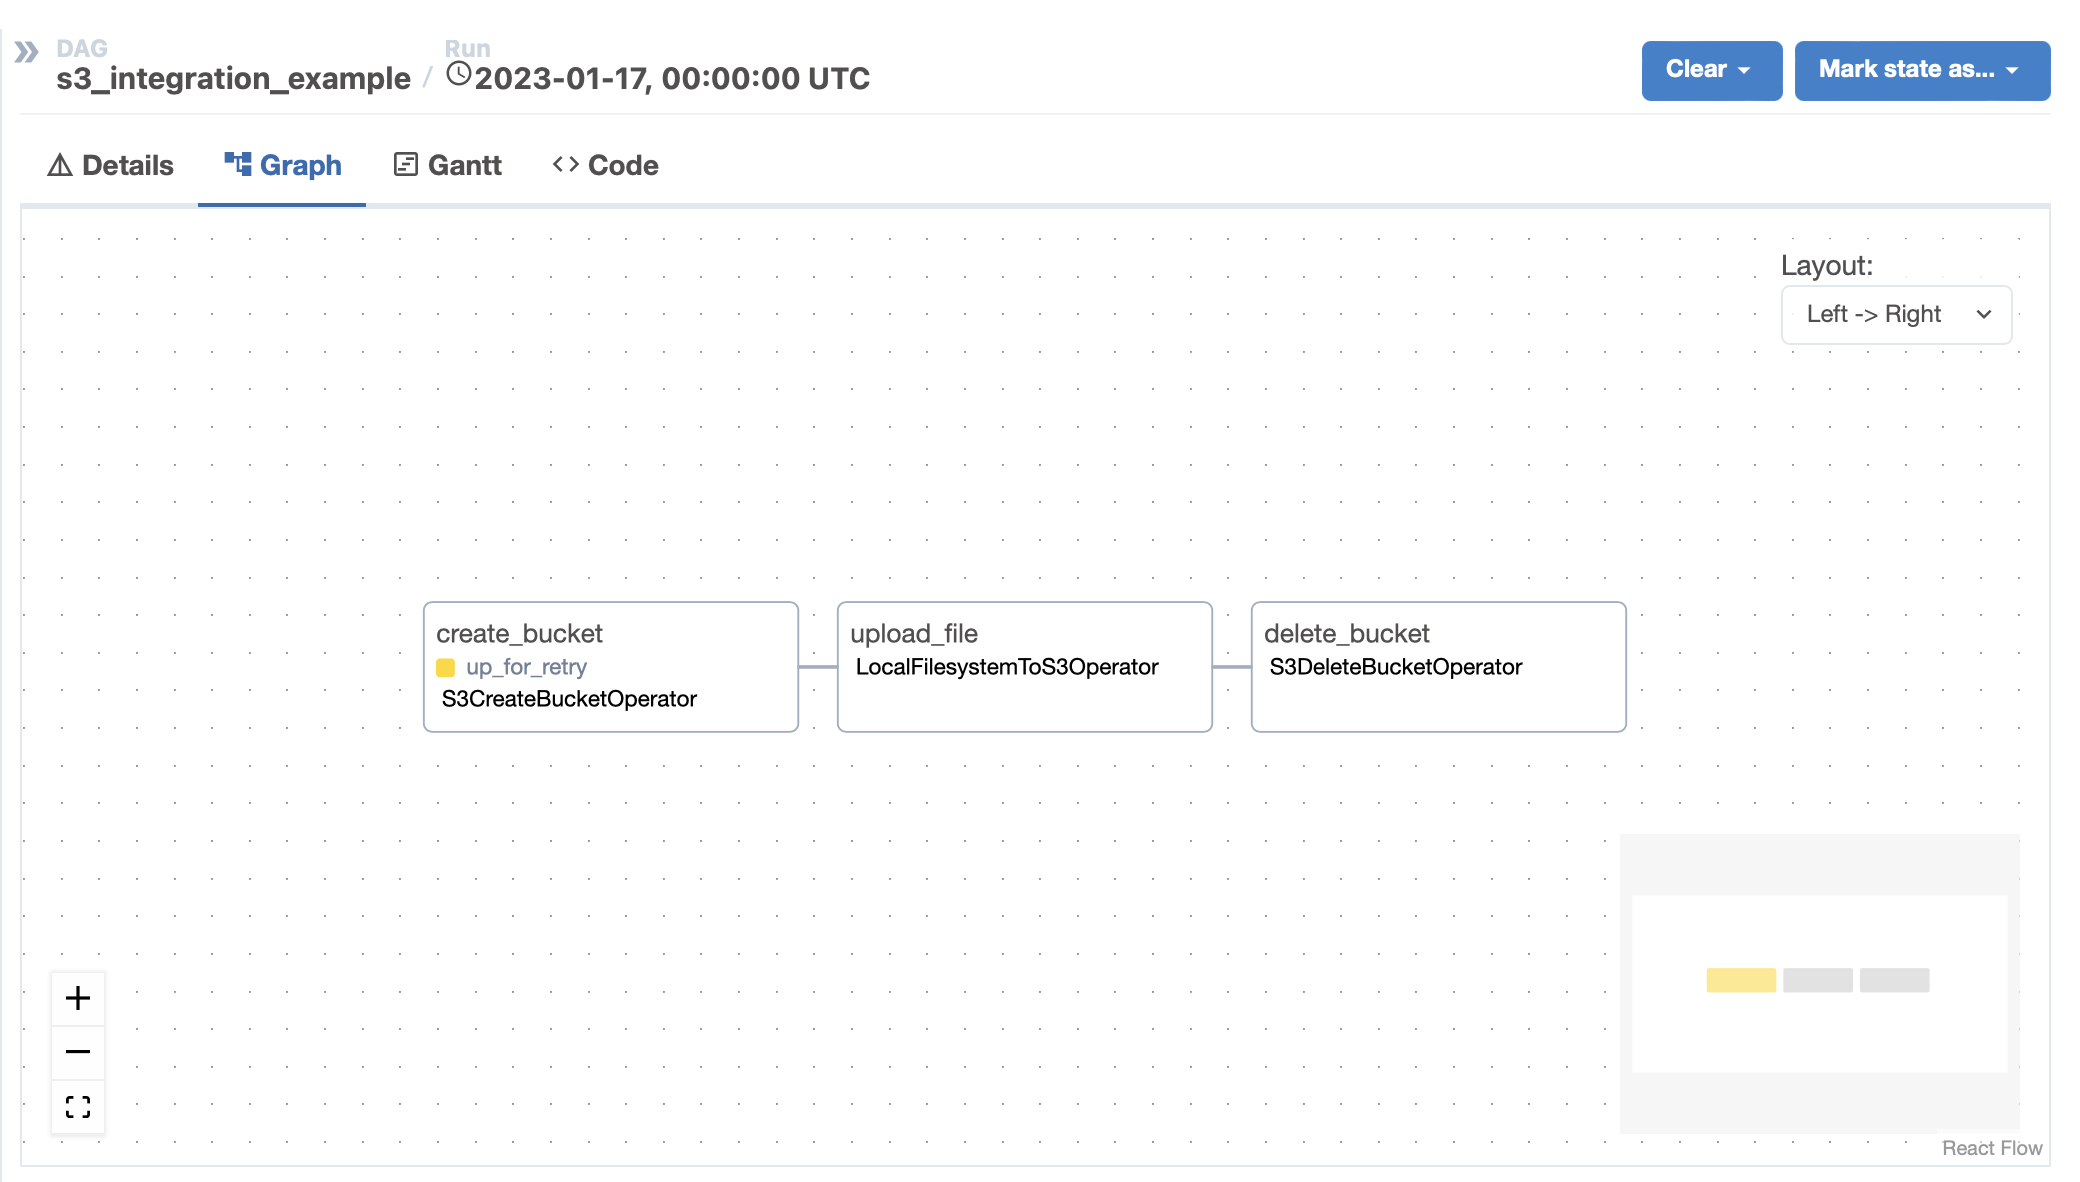 DAG
s3_integration_example / 
Run
2023-01-17, 00:00:00 UTC
Clear
Mark state as...
Details
Graph
Gantt
Code
Layout:
Left -> Right
create_bucket
up_for_retry
S3CreateBucketOperator
upload_file
LocalFilesystemToS3Operator
delete_bucket
S3DeleteBucketOperator
React Flow